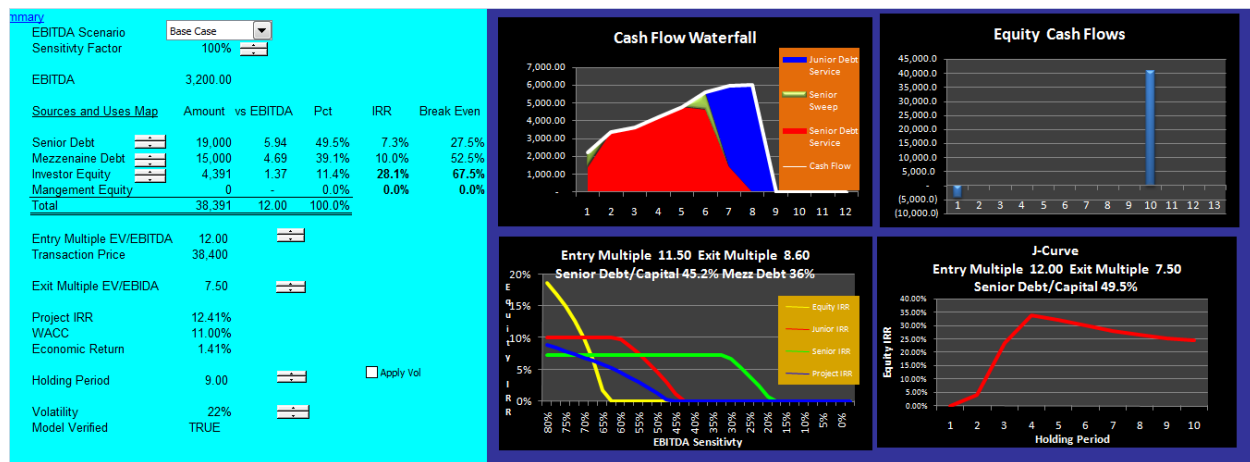 mmary
EBITDA Scenario Base Case
Sensitivty Factor 100%
EBITDA 3,200.00
Sources and Uses Map Amount vs EBITDA Pct IRR Break Even
Senior Debt 19,000 5.94 49.5% 7.3% 27.5%
Mezzenaine Debt 15,000 4.69 39.1% 10.0% 52.5%
Investor Equity 4,391 1.37 11.4% 28.1% 67.5%
Mangement Equity 0 - 0.0% 0.0% 0.0%
Total 38,391 12.00 100.0%
Entry Multiple EV/EBITDA 12.00
Transaction Price 38,400
Exit Multiple EV/EBIDA 7.50
Project IRR 12.41%
WACC 11.00%
Economic Return 1.41%
Holding Period 9.00
Apply Vol
Volatility 22%
Model Verified TRUE
Cash Flow Waterfall
7,000.00
6,000.00
5,000.00
4,000.00
3,000.00
2,000.00
1,000.00
-
1 2 3 4 5 6 7 8 9 10 11 12
Junior Debt
Service
Senior
Sweep
Senior Debt
Service
Cash Flow
Equity Cash Flows
45,000.0
40,000.0
35,000.0
30,000.0
25,000.0
20,000.0
15,000.0
10,000.0
5,000.0
-
(5,000.0)
(10,000.0)
1 2 3 4 5 6 7 8 9 10 11 12 13
Entry Multiple 11.50 Exit Multiple 8.60
Senior Debt/Capital 45.2% Mezz Debt 36%
20%
15%
10%
5%
0%
Equity IRR
80% 75% 70% 65% 60% 55% 50% 45% 40% 35% 30% 25% 20% 15% 10% 5% 0%
EBITDA Sensitivty
Equity IRR
Junior IRR
Senior IRR
Project IRR
J-Curve
Entry Multiple 12.00 Exit Multiple 7.50
Senior Debt/Capital 49.5%
40.00%
35.00%
30.00%
25.00%
20.00%
15.00%
10.00%
5.00%
0.00%
Equity IRR
1 2 3 4 5 6 7 8 9 10
Holding Period